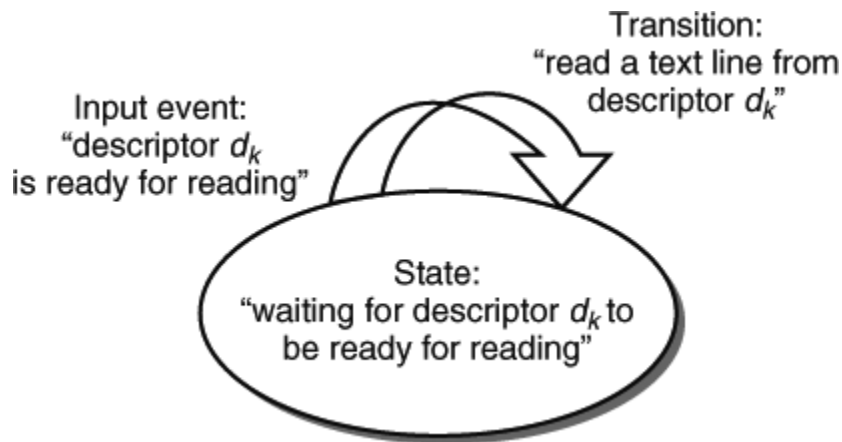 Transition:
“read a text line from
descriptor dk”
Input event:
“descriptor dk
is ready for reading”
State:
“waiting for descriptor dk to
be ready for reading”